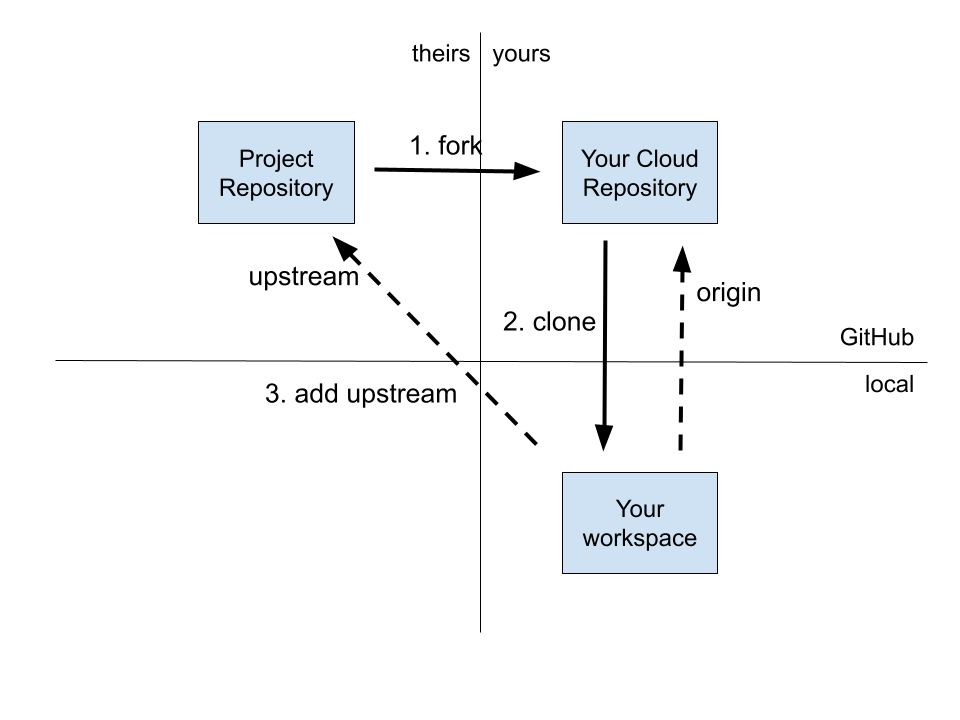 theirs
yours
1. fork
Project
Repository
Your Cloud
Repository
upstream
origin
2. clone
GitHub
local
3. add upstream
Your
workspace